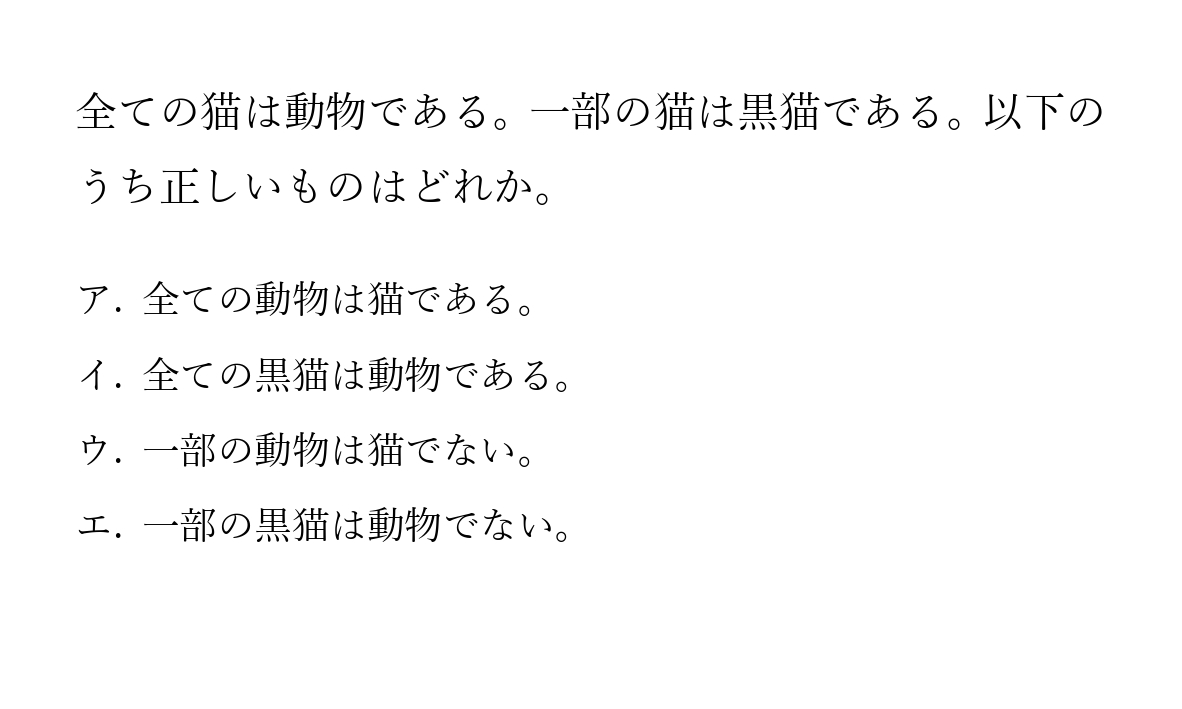 全ての猫は動物である。一部の猫は黒猫である。以下の
うち正しいものはどれか。
ア. 全ての動物は猫である。
イ. 全ての黒猫は動物である。
ウ. 一部の動物は猫でない。
エ. 一部の黒猫は動物でない。